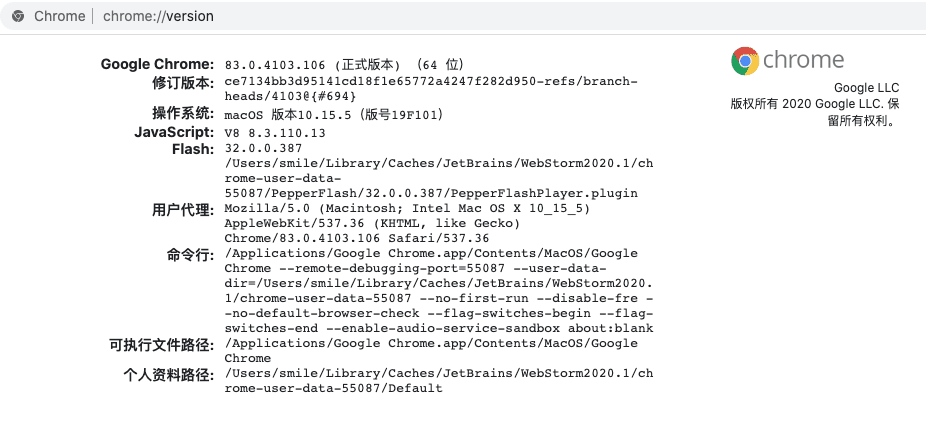 Chrome | chrome://version
chrome
Google LLC
版权所有 2020 Google LLC. 保
留所有权利。
Google Chrome: 83.0.4103.106 (正式版本) (64 位)
修订版本: ce7134bb3d95141cd18f1e65772a4247f282d950-refs/branch-
heads/4103@{#694}
操作系统: macOS 版本10.15.5（版号19F101）
JavaScript: V8 8.3.110.13
Flash: 32.0.0.387
/Users/smile/Library/Caches/JetBrains/WebStorm2020.1/ch
rome-user-data-
55087/PepperFlash/32.0.0.387/PepperFlashPlayer.plugin
用户代理: Mozilla/5.0 (Macintosh; Intel Mac OS X 10_15_5)
AppleWebKit/537.36 (KHTML, like Gecko)
Chrome/83.0.4103.106 Safari/537.36
命令行: /Applications/Google Chrome.app/Contents/MacOS/Google
Chrome --remote-debugging-port=55087 --user-data-
dir=/Users/smile/Library/Caches/JetBrains/WebStorm2020.
1/chrome-user-data-55087 --no-first-run --disable-fre -
-no-default-browser-check --flag-switches-begin --flag-
switches-end --enable-audio-service-sandbox about:blank
可执行文件路径: /Applications/Google Chrome.app/Contents/MacOS/Google
Chrome
个人资料路径: /Users/smile/Library/Caches/JetBrains/WebStorm2020.1/ch
rome-user-data-55087/Default